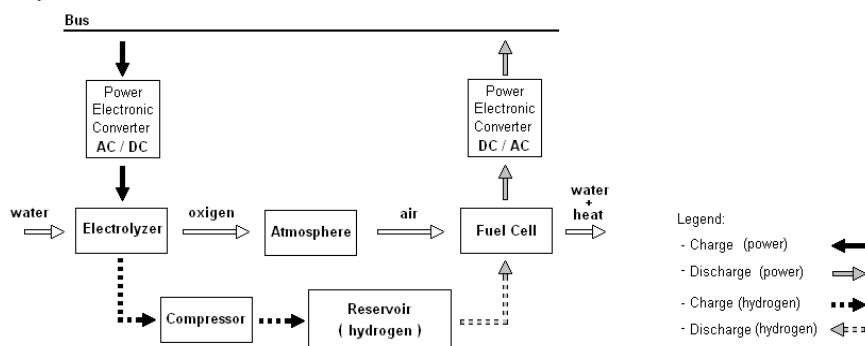 Bus
Power
Electronic
Converter
AC / DC
Power
Electronic
Converter
DC / AC
water
Electrolyzer
oxigen
Atmosphere
air
Fuel Cell
water
+
heat
Compressor
Reservoir
( hydrogen )
Legend:
- Charge (power)
- Discharge (power)
- Charge (hydrogen)
- Discharge (hydrogen)